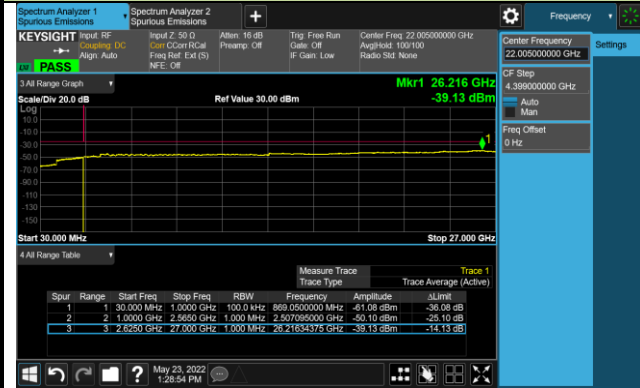 Spectrum Analyzer 1
Spurious Emissions
Spectrum Analyzer 2
Spurious Emissions
Frequency
KEYSIGHT
Input: RF
Coupling: DC
Align: Auto
Input Z: 50 Ω
Corr CCorr RCal
Freq Ref: Ext (S)
NFE: Off
Atten: 16 dB
Preamp: Off
Trig: Free Run
Gate: Off
IF Gain: Low
Center Freq: 22.005000000 GHz
Avg|Hold: 100/100
Radio Std: None
PASS
Center Frequency
22.005000000 GHz
Settings
CF Step
4.399000000 GHz
Auto
Man
Freq Offset
0 Hz
3 All Range Graph
Mkr1 26.216 GHz
Scale/Div 20.0 dB
Ref Value 30.00 dBm
-39.13 dBm
Log
10.0
-10.0
-30.0
-50.0
-70.0
-90.0
-110
-130
-150
1
Start 30.000 MHz
Stop 27.000 GHz
4 All Range Table
Measure Trace
Trace 1
Trace Type
Trace Average (Active)
Spur Range Start Freq Stop Freq RBW Frequency Amplitude ΔLimit
1 1 30.000 MHz 1.0000 GHz 100.0 kHz 869.0500000 MHz -61.08 dBm -36.08 dB
2 2 1.0000 GHz 2.5650 GHz 1.000 MHz 2.507095000 GHz -50.10 dBm -25.10 dB
3 3 2.6250 GHz 27.000 GHz 1.000 MHz 26.21634375 GHz -39.13 dBm -14.13 dB
May 23, 2022
1:28:54 PM